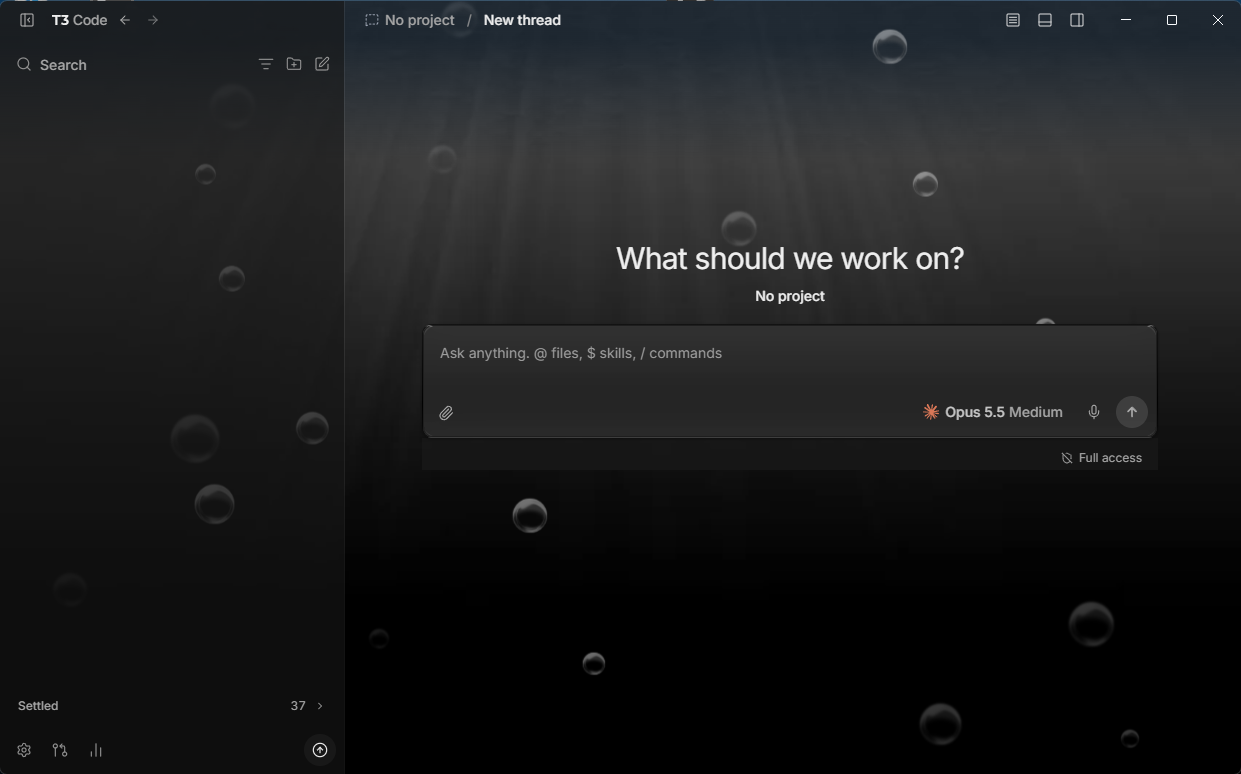 T3 Code
No project / New thread
Search
What should we work on?
No project
Ask anything. @ files, $ skills, / commands
Opus 5.5 Medium
Full access
Settled 37